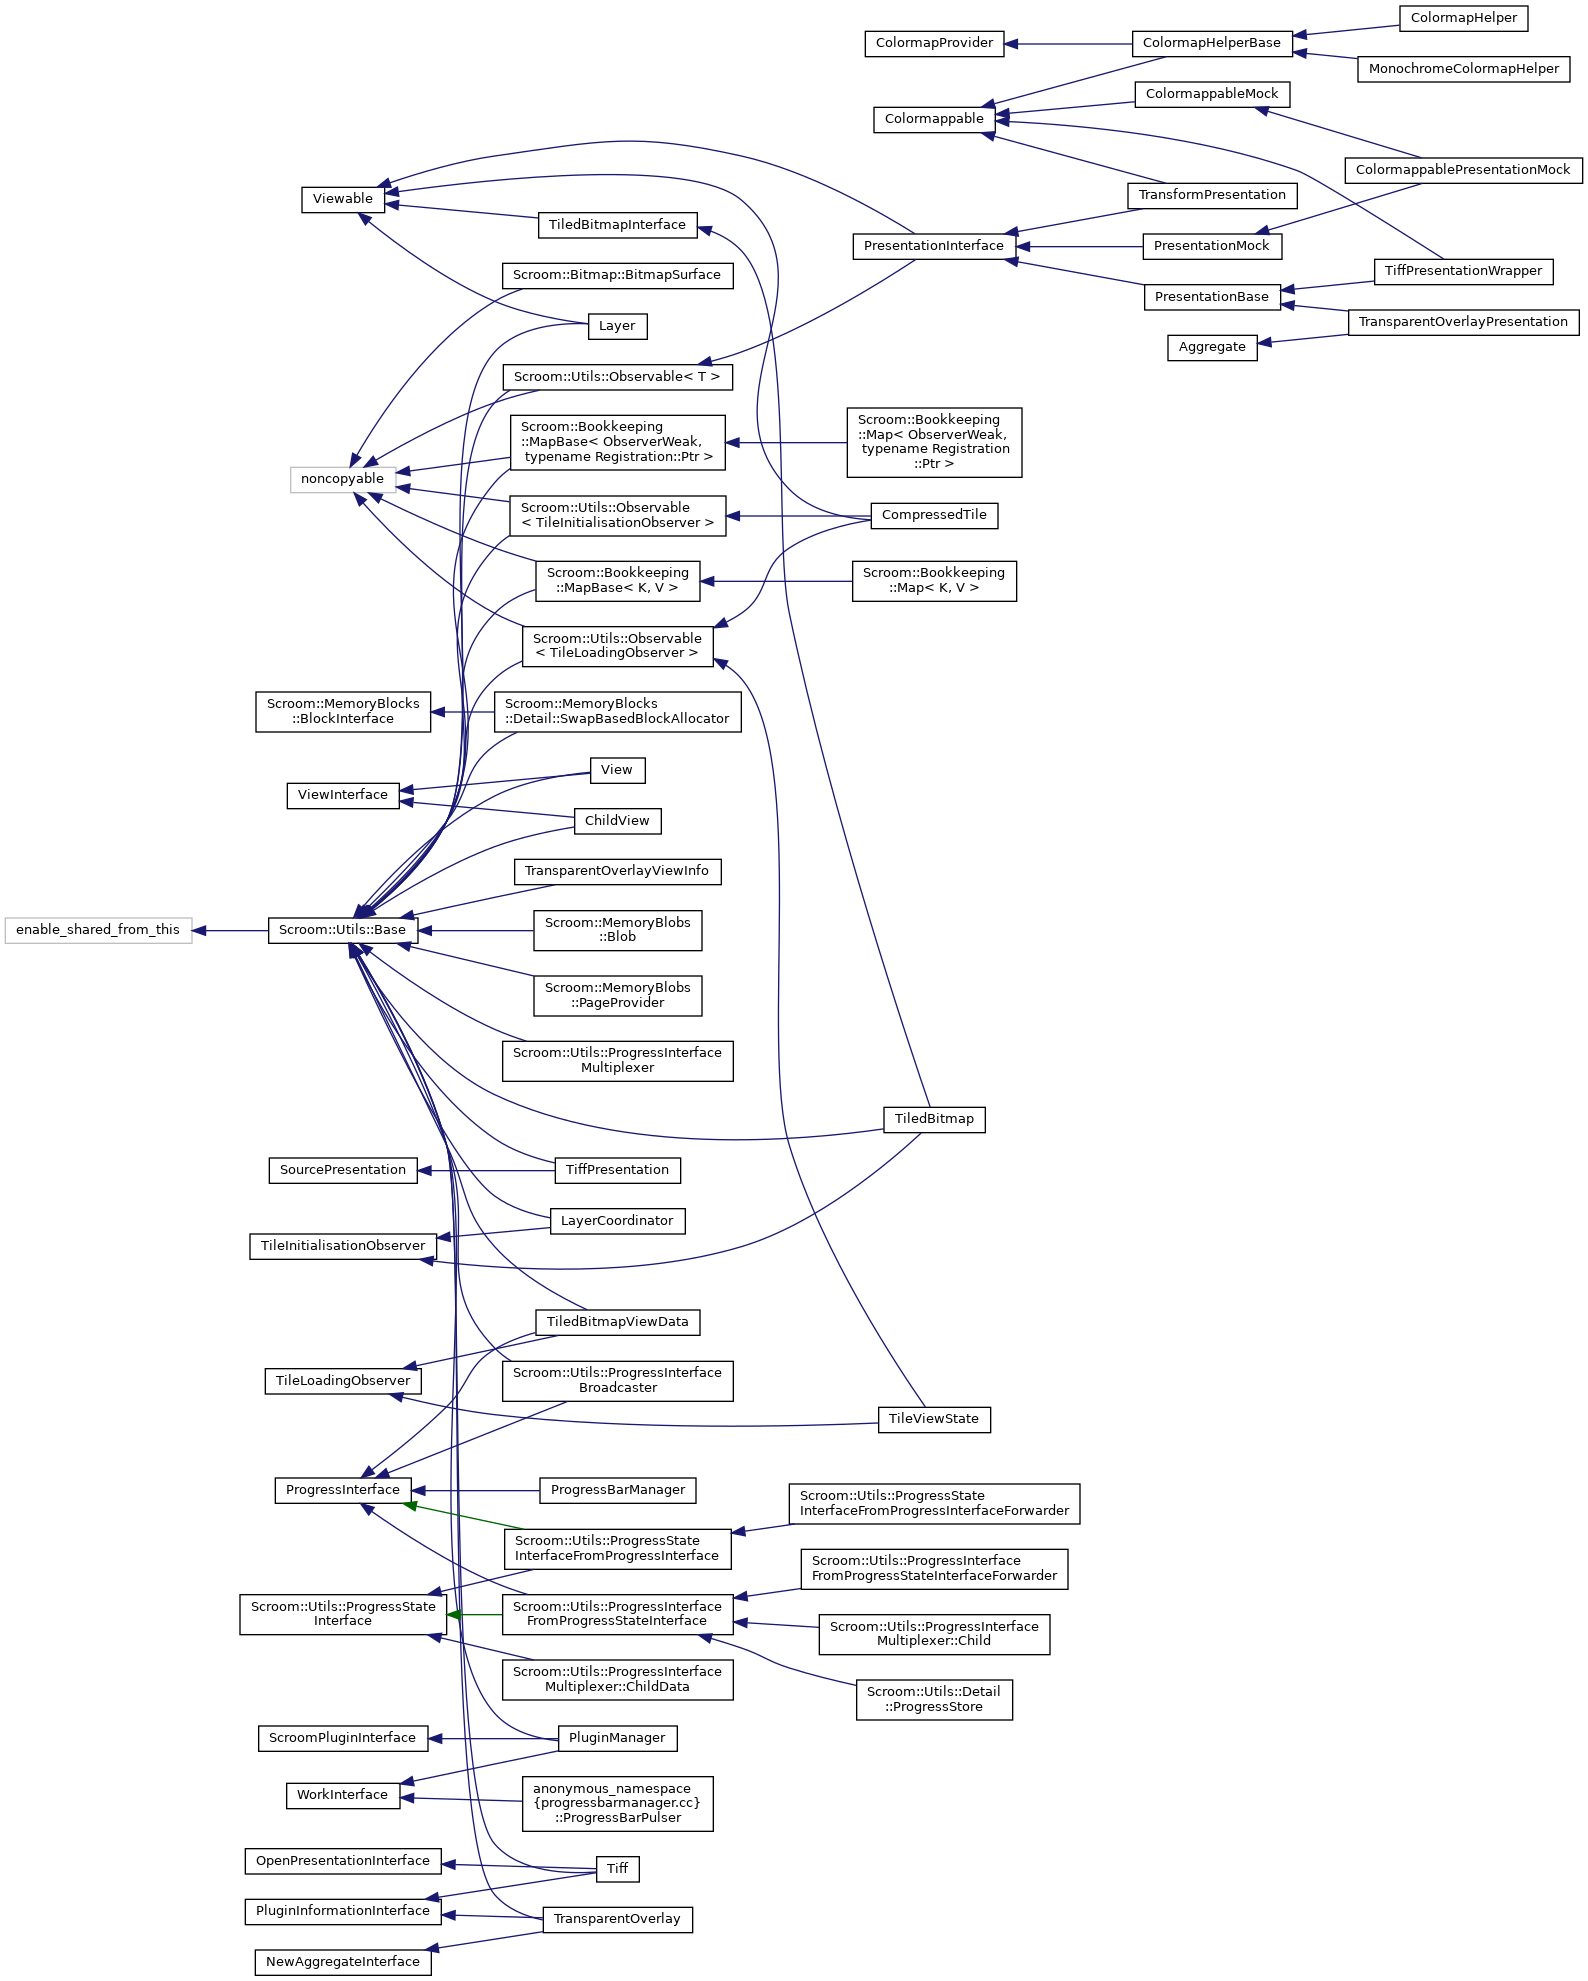 ColormapHelper
ColormapProvider
ColormapHelperBase
MonochromeColormapHelper
ColormappableMock
Colormappable
ColormappablePresentationMock
Viewable
TransformPresentation
TiledBitmapInterface
PresentationInterface
PresentationMock
Scroom::Bitmap::BitmapSurface
TiffPresentationWrapper
PresentationBase
Layer
TransparentOverlayPresentation
Aggregate
Scroom::Utils::Observable< T >
Scroom::Bookkeeping
::MapBase< ObserverWeak,
typename Registration::Ptr >
Scroom::Bookkeeping
::Map< ObserverWeak,
typename Registration
::Ptr >
noncopyable
Scroom::Utils::Observable
< TileInitialisationObserver >
CompressedTile
Scroom::Bookkeeping
::MapBase< K, V >
Scroom::Bookkeeping
::Map< K, V >
Scroom::Utils::Observable
< TileLoadingObserver >
Scroom::MemoryBlocks
::BlockInterface
Scroom::MemoryBlocks
::Detail::SwapBasedBlockAllocator
View
ViewInterface
ChildView
TransparentOverlayViewInfo
enable_shared_from_this
Scroom::Utils::Base
Scroom::MemoryBlobs
::Blob
Scroom::MemoryBlobs
::PageProvider
Scroom::Utils::ProgressInterface
Multiplexer
TiledBitmap
SourcePresentation
TiffPresentation
LayerCoordinator
TileInitialisationObserver
TiledBitmapViewData
TileLoadingObserver
Scroom::Utils::ProgressInterface
Broadcaster
TileViewState
ProgressInterface
ProgressBarManager
Scroom::Utils::ProgressState
InterfaceFromProgressInterfaceForwarder
Scroom::Utils::ProgressState
InterfaceFromProgressInterface
Scroom::Utils::ProgressInterface
FromProgressStateInterfaceForwarder
Scroom::Utils::ProgressState
Interface
Scroom::Utils::ProgressInterface
FromProgressStateInterface
Scroom::Utils::ProgressInterface
Multiplexer::Child
Scroom::Utils::ProgressInterface
Multiplexer::ChildData
Scroom::Utils::Detail
::ProgressStore
ScroomPluginInterface
PluginManager
WorkInterface
anonymous_namespace
{progressbarmanager.cc}
::ProgressBarPulser
OpenPresentationInterface
Tiff
PluginInformationInterface
TransparentOverlay
NewAggregateInterface